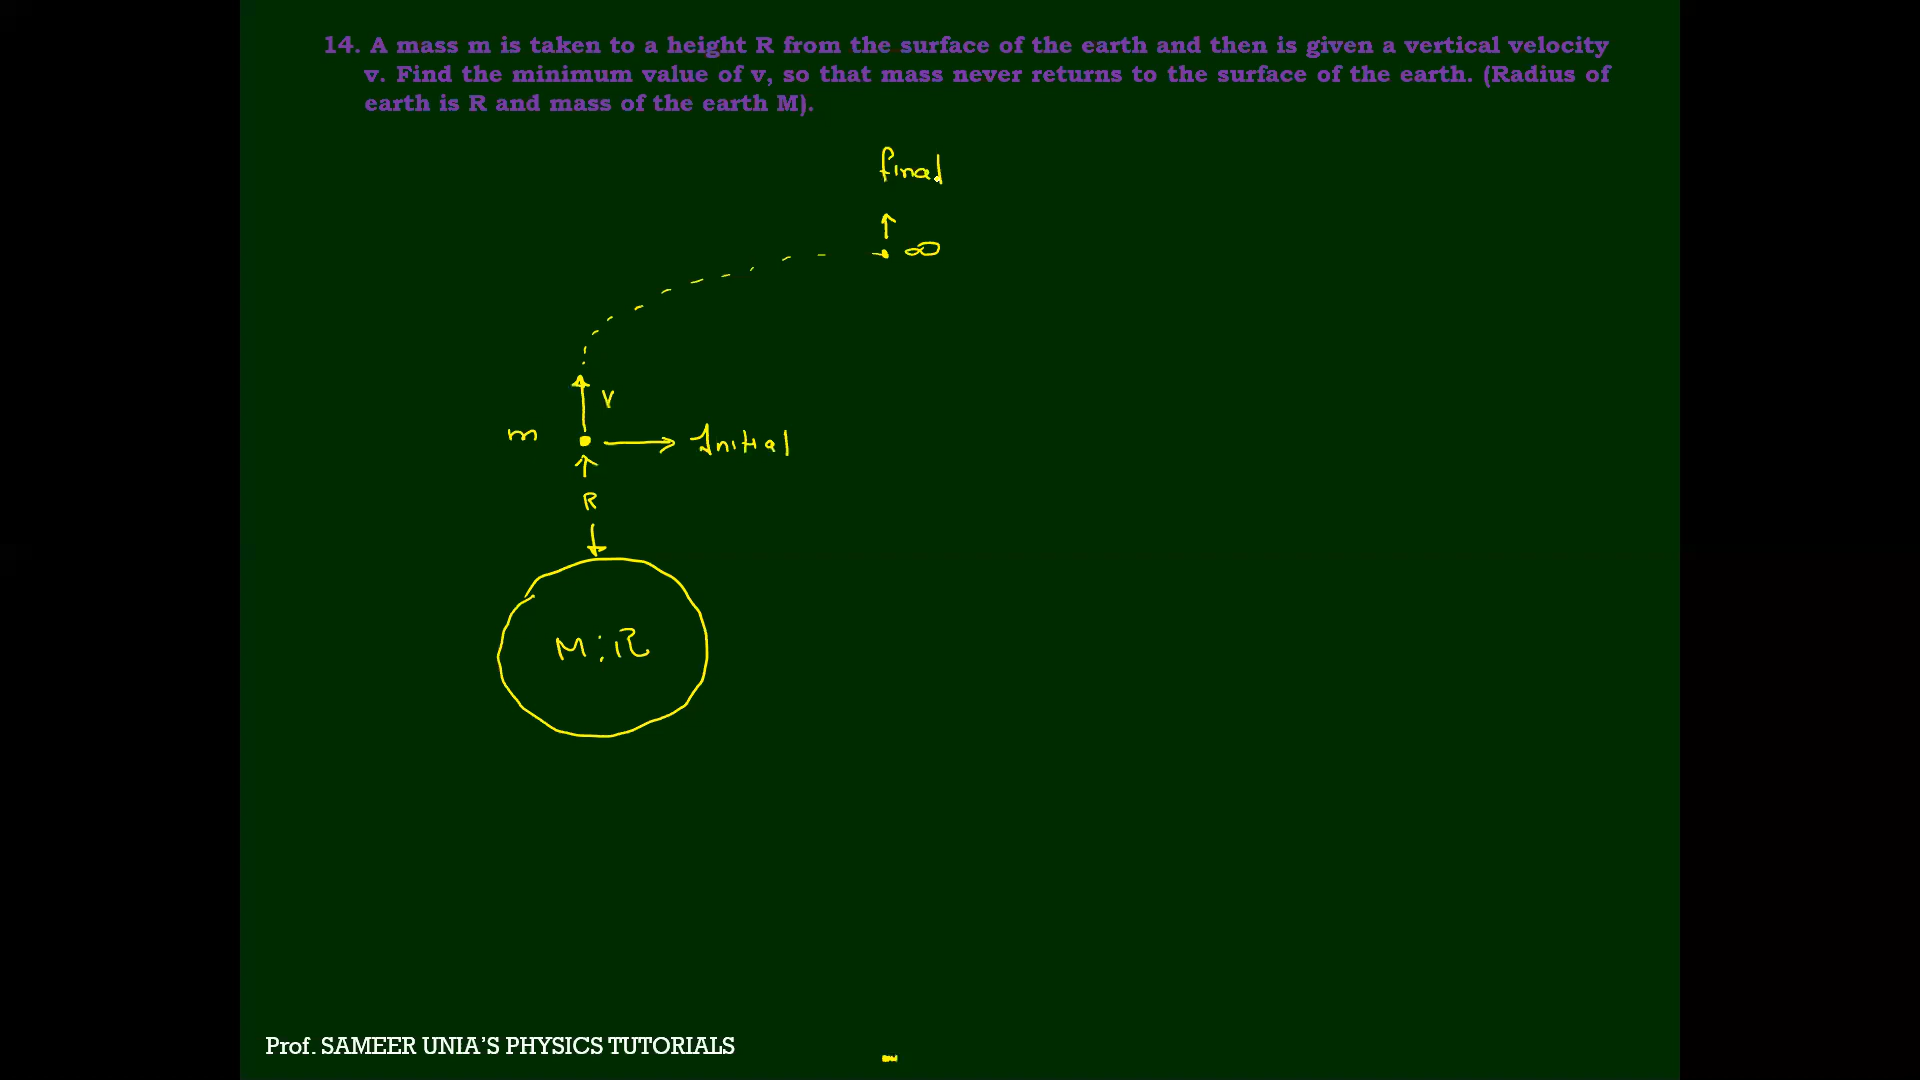 14. A mass m is taken to a height R from the surface of the earth and then is given a vertical velocity
v. Find the minimum value of v, so that mass never returns to the surface of the earth. (Radius of
earth is R and mass of the earth M).
final
∞
v
m
Initial
R
M ; R
Prof. SAMEER UNIA'S PHYSICS TUTORIALS